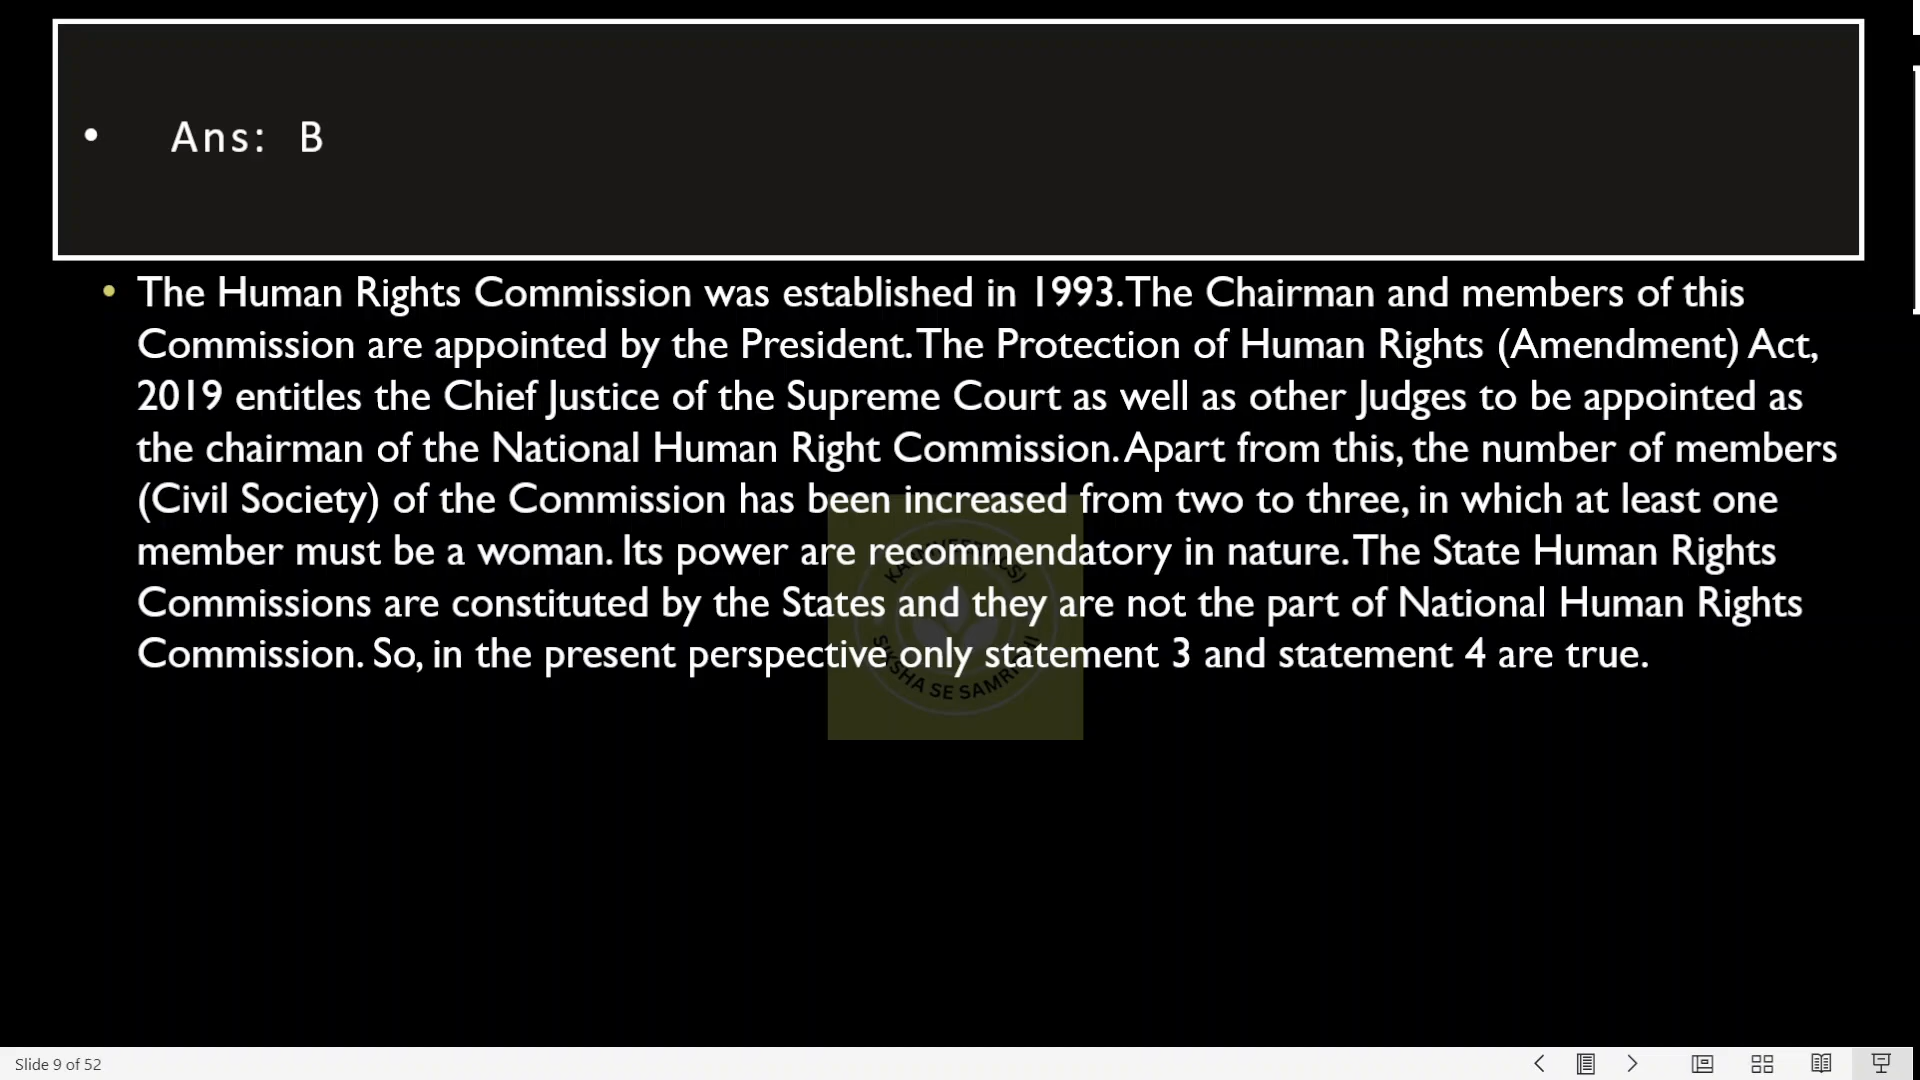 • Ans: B
• The Human Rights Commission was established in 1993. The Chairman and members of this
Commission are appointed by the President. The Protection of Human Rights (Amendment) Act,
2019 entitles the Chief Justice of the Supreme Court as well as other Judges to be appointed as
the chairman of the National Human Right Commission. Apart from this, the number of members
(Civil Society) of the Commission has been increased from two to three, in which at least one
member must be a woman. Its power are recommendatory in nature. The State Human Rights
Commissions are constituted by the States and they are not the part of National Human Rights
Commission. So, in the present perspective only statement 3 and statement 4 are true.
SIKSHA SE SAMRIDHI
Slide 9 of 52